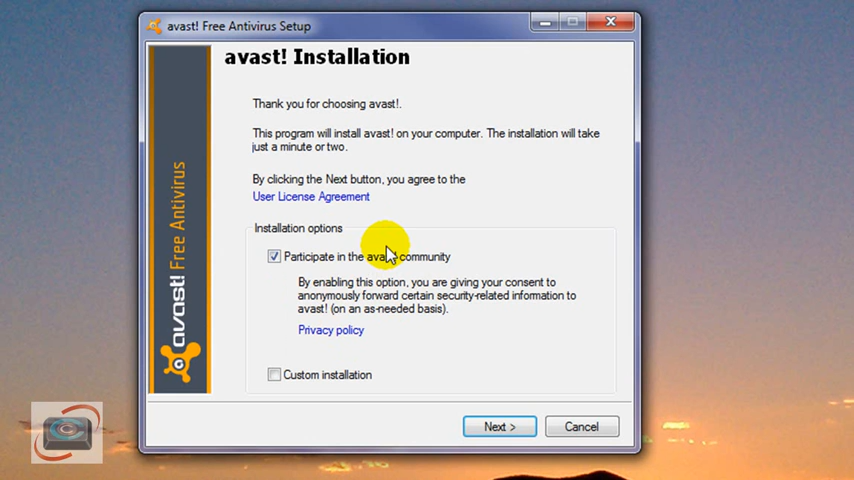 avast! Free Antivirus Setup
avast! Installation
Thank you for choosing avast!.
This program will install avast! on your computer. The installation will take
just a minute or two.
By clicking the Next button, you agree to the
User License Agreement
Installation options
Participate in the avast! community
By enabling this option, you are giving your consent to
anonymously forward certain security-related information to
avast! (on an as-needed basis).
Privacy policy
Custom installation
Next >
Cancel
avast! Free Antivirus